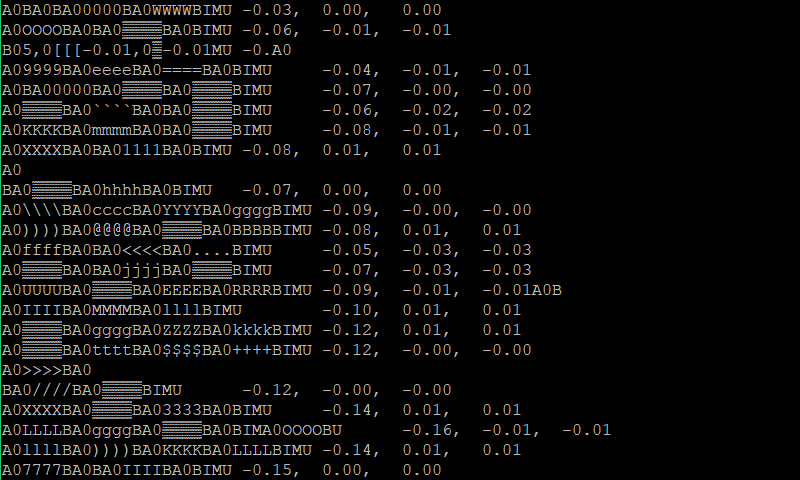 A0BA0BA00000BA0WWWWBIMU -0.03,  0.00,   0.00
A0OOOOBA0BA0▒▒▒▒BA0BIMU -0.06,  -0.01,  -0.01
B05,0[[[-0.01,0▒-0.01MU -0.A0
A09999BA0eeeeBA0====BA0BIMU     -0.04,  -0.01,  -0.01
A0BA00000BA0▒▒▒▒BA0▒▒▒▒BIMU     -0.07,  -0.00,  -0.00
A0▒▒▒▒BA0````BA0BA0▒▒▒▒BIMU     -0.06,  -0.02,  -0.02
A0KKKKBA0mmmmBA0BA0▒▒▒▒BIMU     -0.08,  -0.01,  -0.01
A0XXXXBA0BA01111BA0BIMU -0.08,  0.01,   0.01
A0
BA0▒▒▒▒BA0hhhhBA0BIMU   -0.07,  0.00,   0.00
A0\\\\BA0ccccBA0YYYYBA0ggggBIMU -0.09,  -0.00,  -0.00
A0))))BA0@@@@BA0▒▒▒▒BA0BBBBBIMU -0.08,  0.01,   0.01
A0ffffBA0BA0<<<<BA0....BIMU     -0.05,  -0.03,  -0.03
A0▒▒▒▒BA0BA0jjjjBA0▒▒▒▒BIMU     -0.07,  -0.03,  -0.03
A0UUUUBA0▒▒▒▒BA0EEEEBA0RRRRBIMU -0.09,  -0.01,  -0.01A0B
A0IIIIBA0MMMMBA0llllBIMU        -0.10,  0.01,   0.01
A0▒▒▒▒BA0ggggBA0ZZZZBA0kkkkBIMU -0.12,  0.01,   0.01
A0▒▒▒▒BA0ttttBA0$$$$BA0++++BIMU -0.12,  -0.00,  -0.00
A0>>>>BA0
BA0////BA0▒▒▒▒BIMU      -0.12,  -0.00,  -0.00
A0XXXXBA0▒▒▒▒BA03333BA0BIMU     -0.14,  0.01,   0.01
A0LLLLBA0ggggBA0▒▒▒▒BA0BIMA0OOOOBU      -0.16,  -0.01,  -0.01
A0llllBA0))))BA0KKKKBA0LLLLBIMU -0.14,  0.01,   0.01
A07777BA0BA0IIIIBA0BIMU -0.15,  0.00,   0.00